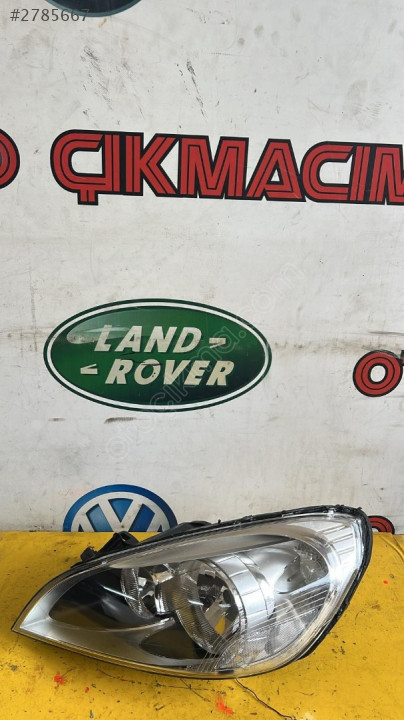 #2785667
ÇIKMACIM
LAND-
-ROVER